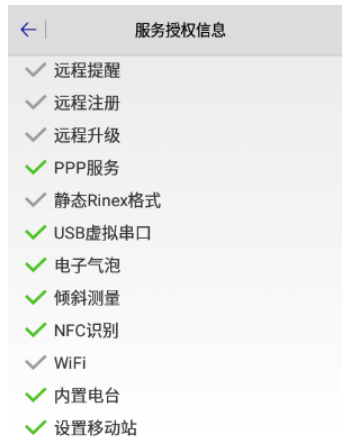 服务授权信息
远程提醒
远程注册
远程升级
PPP服务
静态Rinex格式
USB虚拟串口
电子气泡
倾斜测量
NFC识别
WiFi
内置电台
设置移动站